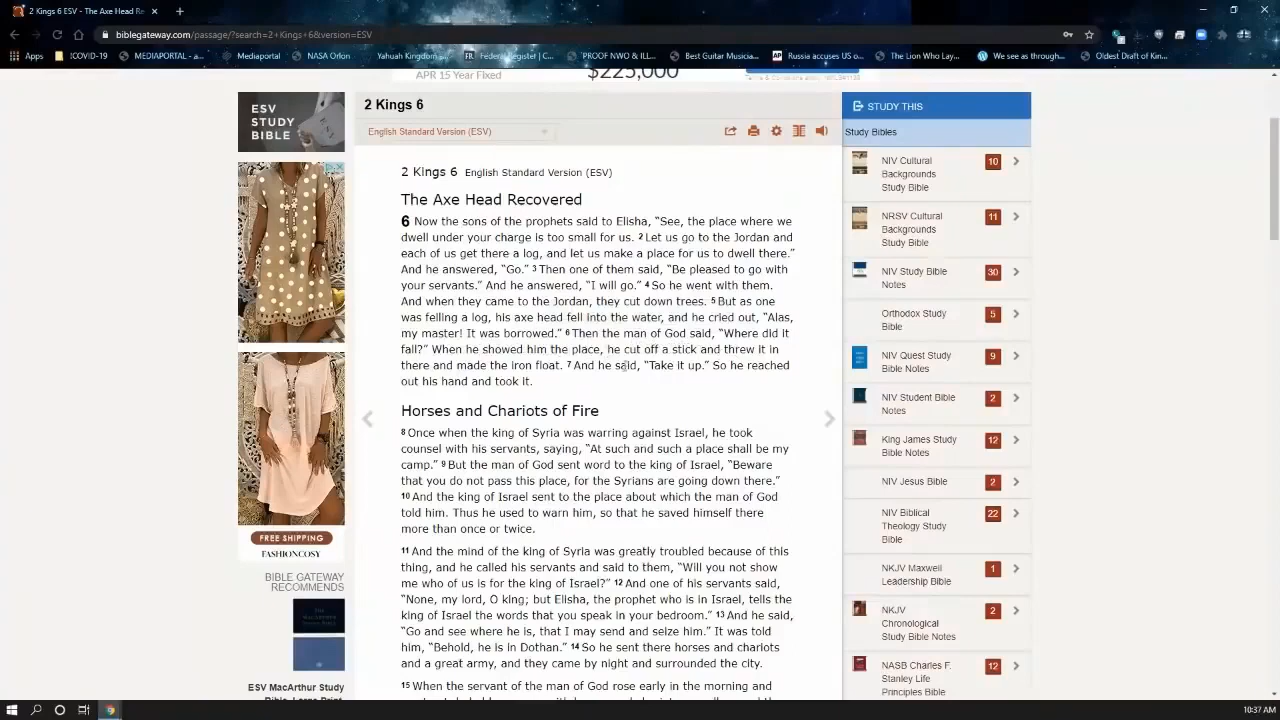 2 Kings 6 ESV - The Axe Head Re
biblegateway.com/passage/?search=2+Kings+6&version=ESV
Apps
!COVID-19
MEDIAPORTAL - a...
Mediaportal
NASA Orlon
Yahuah Kingdom ...
Federal Register | C...
'PROOF NWO & ILL...
Best Guitar Musicia...
Russia accuses US o...
The Lion Who Lay...
We see as through...
Oldest Draft of Kin...
APR 15 Year Fixed
$225,000
ESV
STUDY
BIBLE
2 Kings 6
English Standard Version (ESV)
2 Kings 6 English Standard Version (ESV)
The Axe Head Recovered
6 Now the sons of the prophets said to Elisha, “See, the place where we
dwell under your charge is too small for us. 2 Let us go to the Jordan and
each of us get there a log, and let us make a place for us to dwell there.”
And he answered, “Go.” 3 Then one of them said, “Be pleased to go with
your servants.” And he answered, “I will go.” 4 So he went with them.
And when they came to the Jordan, they cut down trees. 5 But as one
was felling a log, his axe head fell into the water, and he cried out, “Alas,
my master! It was borrowed.” 6 Then the man of God said, “Where did it
fall?” When he showed him the place, he cut off a stick and threw it in
there and made the iron float. 7 And he said, “Take it up.” So he reached
out his hand and took it.
Horses and Chariots of Fire
8 Once when the king of Syria was warring against Israel, he took
counsel with his servants, saying, “At such and such a place shall be my
camp.” 9 But the man of God sent word to the king of Israel, “Beware
that you do not pass this place, for the Syrians are going down there.”
10 And the king of Israel sent to the place about which the man of God
told him. Thus he used to warn him, so that he saved himself there
more than once or twice.
11 And the mind of the king of Syria was greatly troubled because of this
thing, and he called his servants and said to them, “Will you not show
me who of us is for the king of Israel?” 12 And one of his servants said,
“None, my lord, O king; but Elisha, the prophet who is in Israel, tells the
king of Israel the words that you speak in your bedroom.” 13 And he said,
“Go and see where he is, that I may send and seize him.” It was told
him, “Behold, he is in Dothan.” 14 So he sent there horses and chariots
and a great army, and they came by night and surrounded the city.
15 When the servant of the man of God rose early in the morning and
FREE SHIPPING
FASHIONCOSY
BIBLE GATEWAY
RECOMMENDS
ESV MacArthur Study
STUDY THIS
Study Bibles
NIV Cultural
Backgrounds
Study Bible
10
NRSV Cultural
Backgrounds
Study Bible
11
NIV Study Bible
Notes
30
Orthodox Study
Bible
5
NIV Quest Study
Bible Notes
9
NIV Student Bible
Notes
2
King James Study
Bible Notes
12
NIV Jesus Bible
2
NIV Biblical
Theology Study
Bible
22
NKJV Maxwell
Leadership Bible
1
NKJV
Chronological
Study Bible Notes
2
NASB Charles F.
Stanley Life
Principles Bible
12
10:37 AM